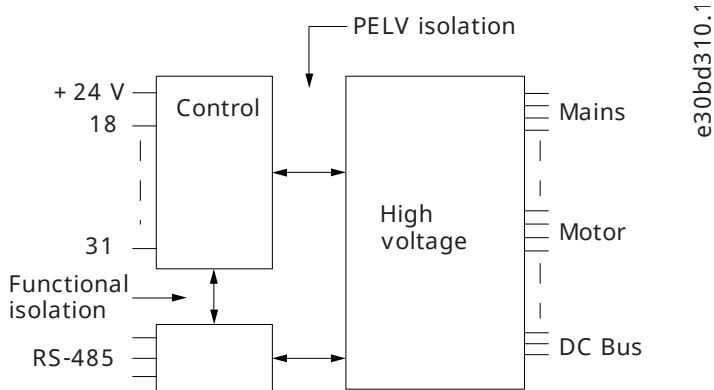 PELV isolation
e30bd310.1
+ 24 V
Control
18
Mains
High
voltage
Motor
31
Functional
isolation
RS-485
DC Bus